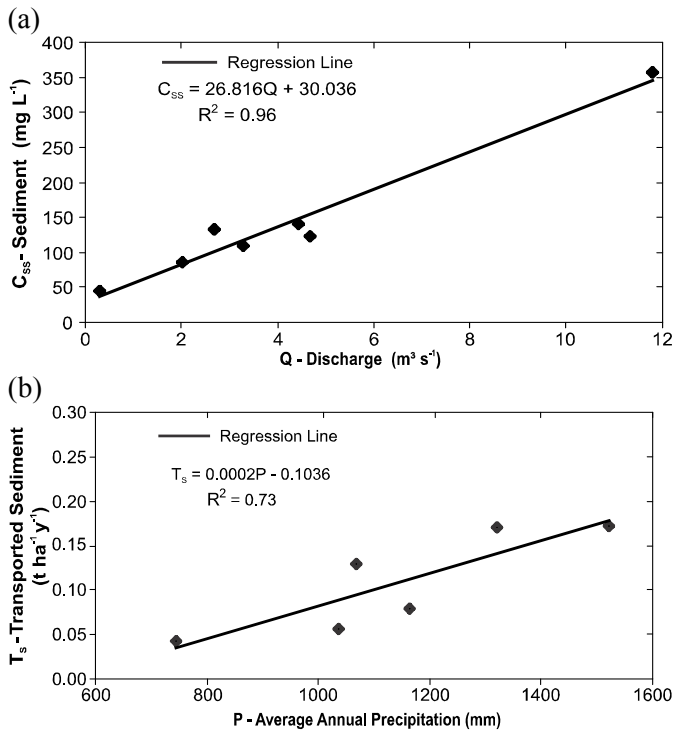 (a)
Regression Line
C_SS = 26.816Q + 30.036
R² = 0.96
400
350
300
250
200
150
100
50
0
C_SS- Sediment (mg L⁻¹)
0 2 4 6 8 10 12
Q - Discharge (m³ s⁻¹)
(b)
Regression Line
T_S = 0.0002P - 0.1036
R² = 0.73
0.30
0.25
0.20
0.15
0.10
0.05
0.00
T_S-Transported Sediment
(t ha⁻¹ y⁻¹)
600 800 1000 1200 1400 1600
P - Average Annual Precipitation (mm)